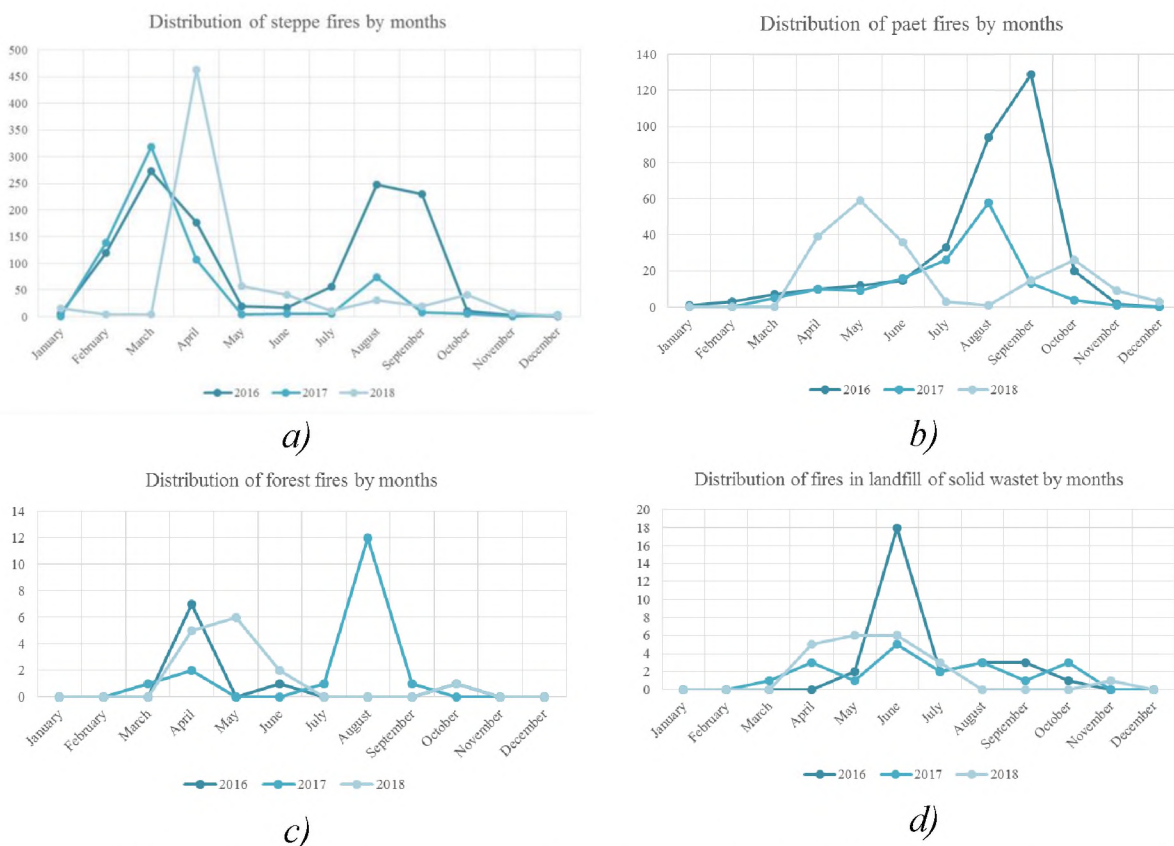 Distribution of steppe fires by months
500
450
400
350
300
250
200
150
100
50
0
January February March April May June July August September October November December
2016 2017 2018
a)
Distribution of paet fires by months
140
120
100
80
60
40
20
0
January February March April May June July August September October November December
2016 2017 2018
b)
Distribution of forest fires by months
14
12
10
8
6
4
2
0
January February March April May June July August September October November December
2016 2017 2018
c)
Distribution of fires in landfill of solid wastet by months
20
18
16
14
12
10
8
6
4
2
0
January February March April May June July August September October November December
2016 2017 2018
d)